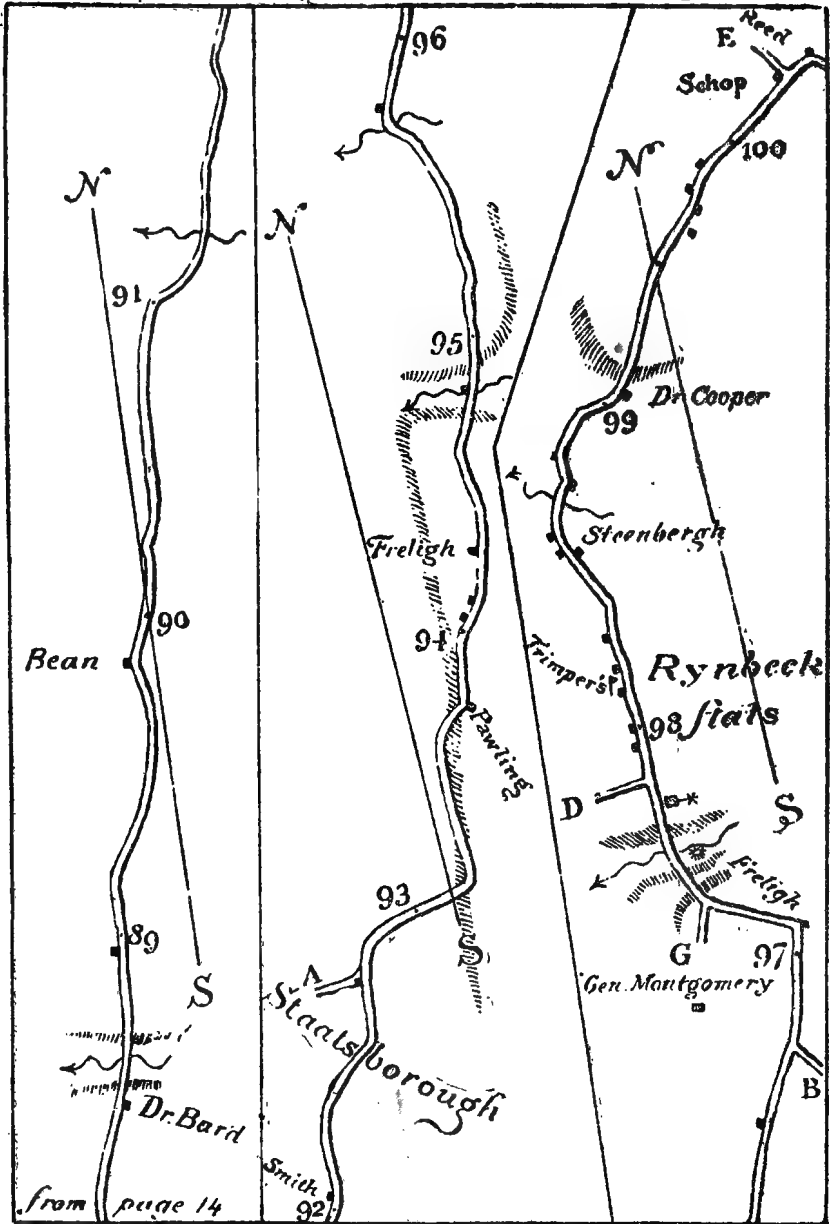 N
91
90
Bean
89
S
Dr. Bard
from page 14
96
N
95
Freligh
94
Pawling
93
S
A
Staatsborough
Smith
92
Reed
E
Schop
100
N
Dr. Cooper
99
Steenbergh
Trimper's
Rynbeck
flats
98
D
S
Freligh
G
97
Gen. Montgomery
B